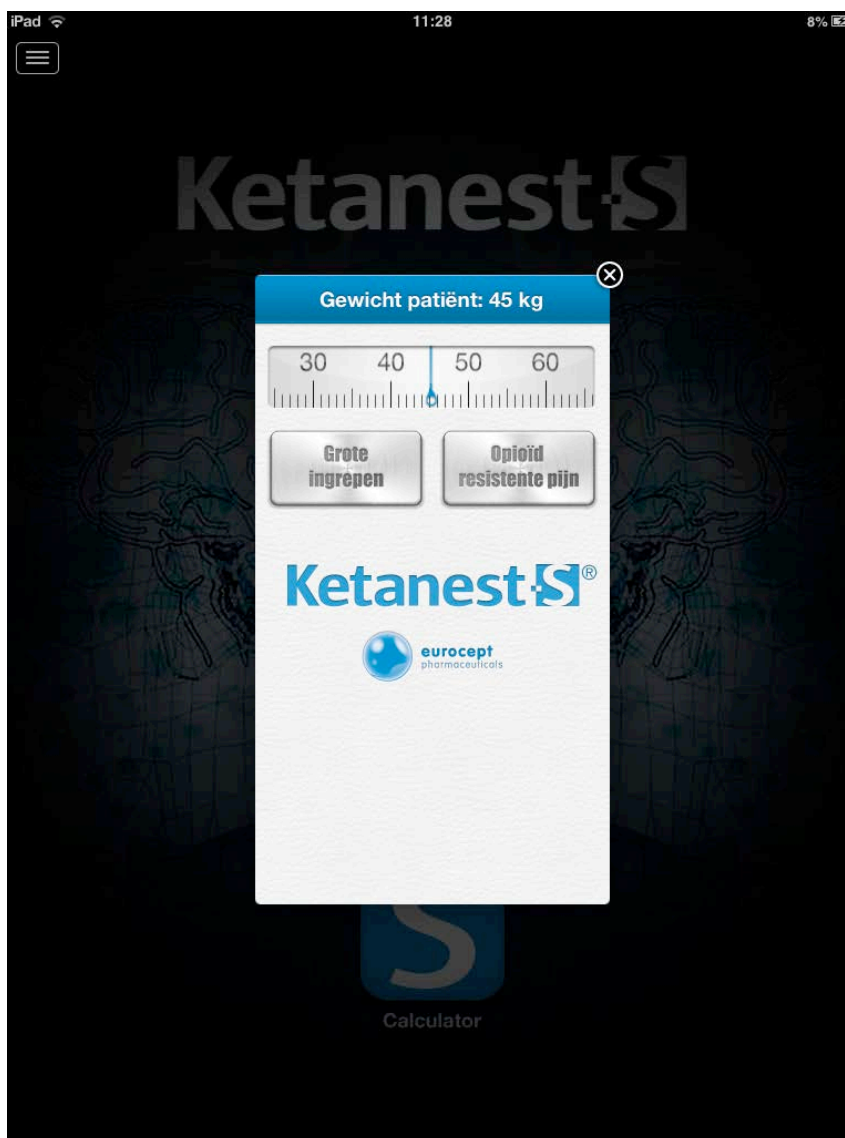 iPad 11:28 8%
Ketanest-S
Gewicht patiënt: 45 kg
30 40 50 60
Grote
ingrepen
Opioïd
resistente pijn
Ketanest-S®
eurocept
pharmaceuticals
S
Calculator